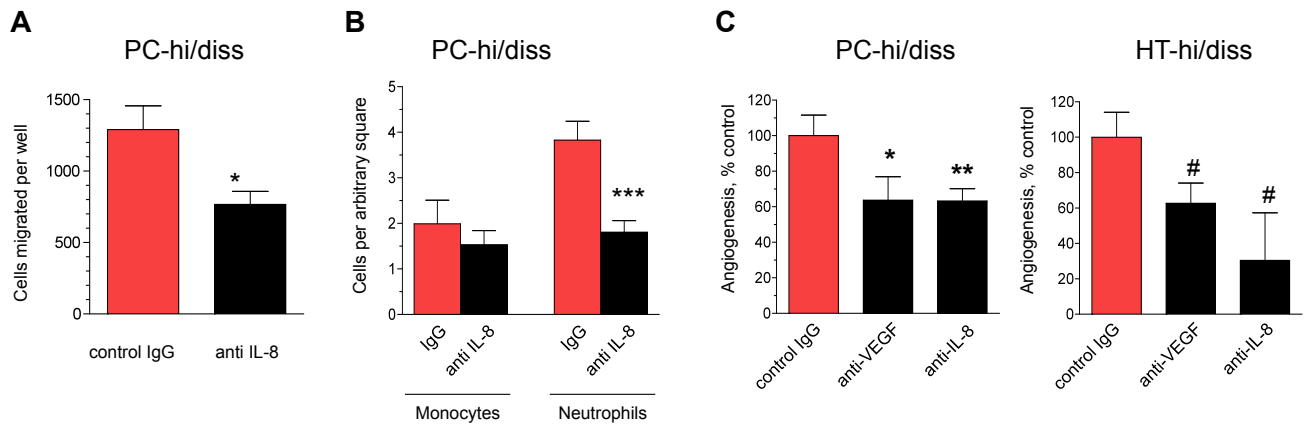 A
PC-hi/diss
Cells migrated per well
1500
1000
500
0
*
control IgG
anti IL-8
B
PC-hi/diss
Cells per arbitrary square
5
4
3
2
1
0
***
IgG
anti IL-8
IgG
anti IL-8
Monocytes
Neutrophils
C
PC-hi/diss
Angiogenesis, % control
120
100
80
60
40
20
0
*
**
control IgG
anti-VEGF
anti-IL-8
HT-hi/diss
Angiogenesis, % control
120
100
80
60
40
20
0
#
#
control IgG
anti-VEGF
anti-IL-8